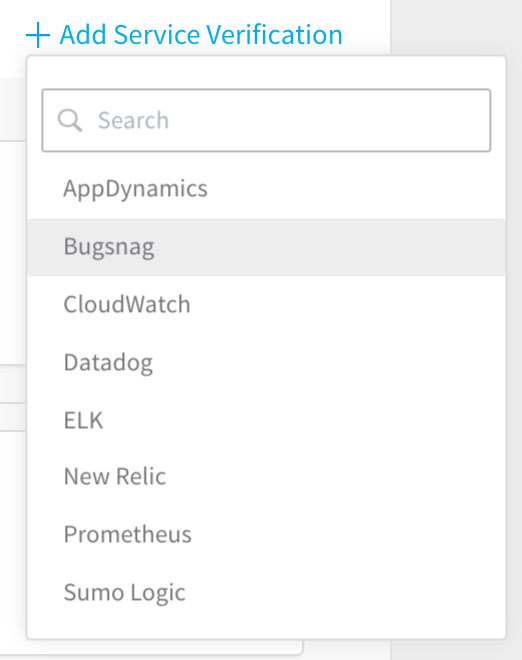 + Add Service Verification
Search
AppDynamics
Bugsnag
CloudWatch
Datadog
ELK
New Relic
Prometheus
Sumo Logic